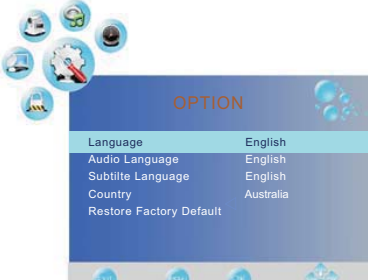 OPTION
Language English
Audio Language English
Subtilte Language English
Country Australia
Restore Factory Default